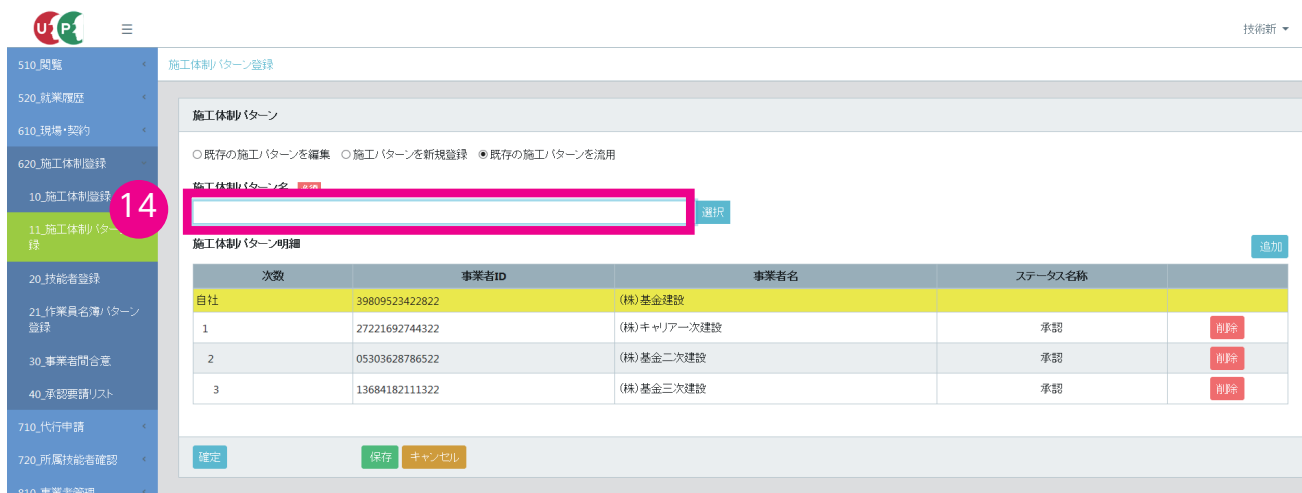 UP
技術新
510_閲覧
520_就業履歴
610_現場・契約
620_施工体制登録
10_施工体制登録
14
11_施工体制パターン
録
20_技能者登録
21_作業員名簿パターン
登録
30_事業者間合意
40_承認要請リスト
710_代行申請
720_所属技能者確認
810_事業者管理
施工体制パターン登録
施工体制パターン
既存の施工パターンを編集 施工パターンを新規登録 既存の施工パターンを流用
施工体制パターン名 必須
選択
施工体制パターン明細 追加
次数 事業者ID 事業者名 ステータス名称
自社 39809523422822 (株)基金建設
1 27221692744322 (株)キャリア一次建設 承認 削除
2 05303628786522 (株)基金二次建設 承認 削除
3 13684182111322 (株)基金三次建設 承認 削除
確定 保存 キャンセル